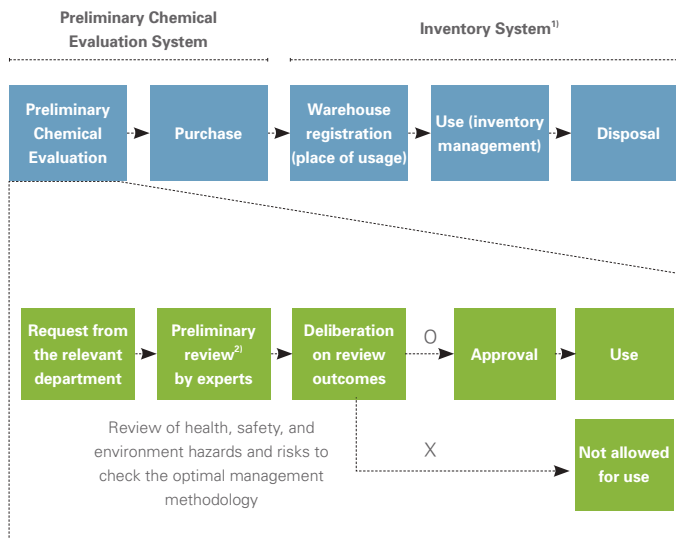 Preliminary Chemical
Evaluation System
Inventory System1)
Preliminary
Chemical
Evaluation
Purchase
Warehouse
registration
(place of usage)
Use (inventory
management)
Disposal
Request from
the relevant
department
Preliminary
review2)
by experts
Deliberation
on review
outcomes
O
Approval
Use
Review of health, safety, and
environment hazards and risks to
check the optimal management
methodology
X
Not allowed
for use